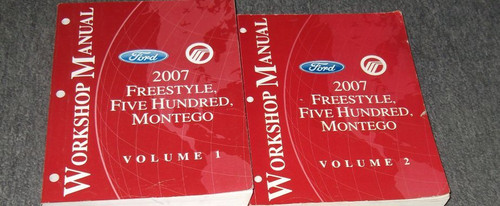 WORKSHOP MANUAL
Ford
2007
FREESTYLE,
FIVE HUNDRED,
MONTEGO
VOLUME 1
WORKSHOP MANUAL
Ford
2007
FREESTYLE,
FIVE HUNDRED,
MONTEGO
VOLUME 2